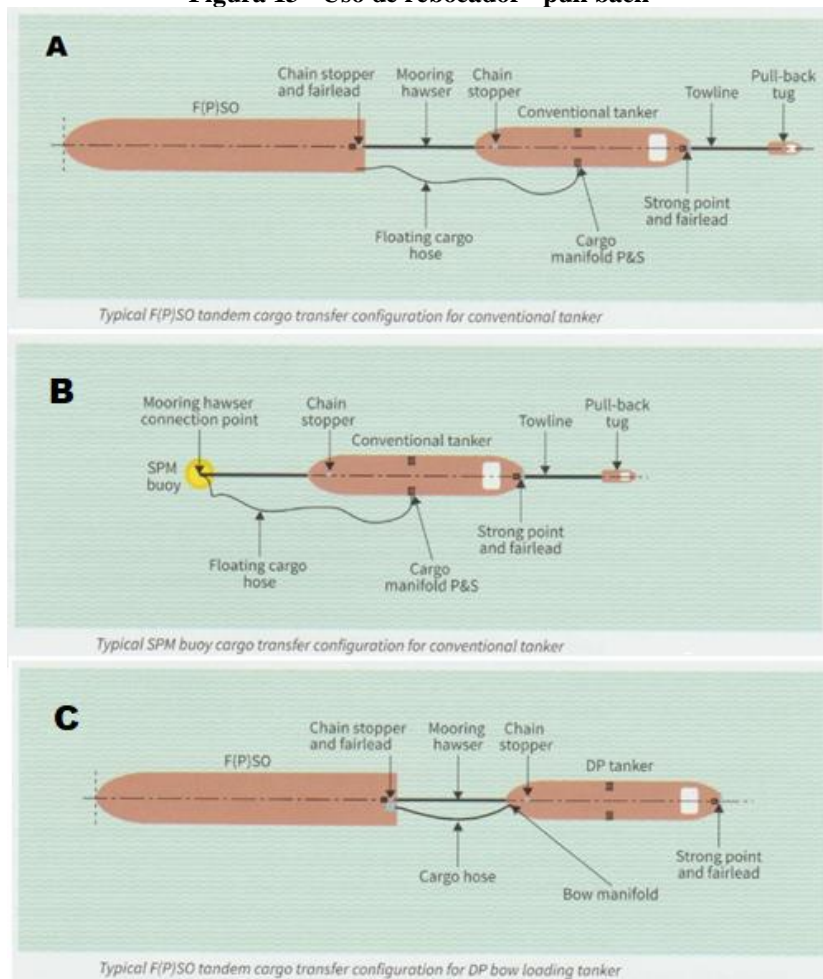 Figura 15 - Uso de rebocador - pull back
A
Chain stopper
and fairlead
Mooring
hawser
Chain
stopper
Pull-back
tug
F(P)SO
Conventional tanker
Towline
Floating cargo
hose
Cargo
manifold P&S
Strong point
and fairlead
Typical F(P)SO tandem cargo transfer configuration for conventional tanker
B
Mooring hawser
connection point
Chain
stopper
Pull-back
tug
Conventional tanker
Towline
SPM
buoy
Floating cargo
hose
Cargo
manifold P&S
Strong point
and fairlead
Typical SPM buoy cargo transfer configuration for conventional tanker
C
Chain stopper
and fairlead
Mooring
hawser
Chain
stopper
F(P)SO
DP tanker
Cargo hose
Bow manifold
Strong point
and fairlead
Typical F(P)SO tandem cargo transfer configuration for DP bow loading tanker